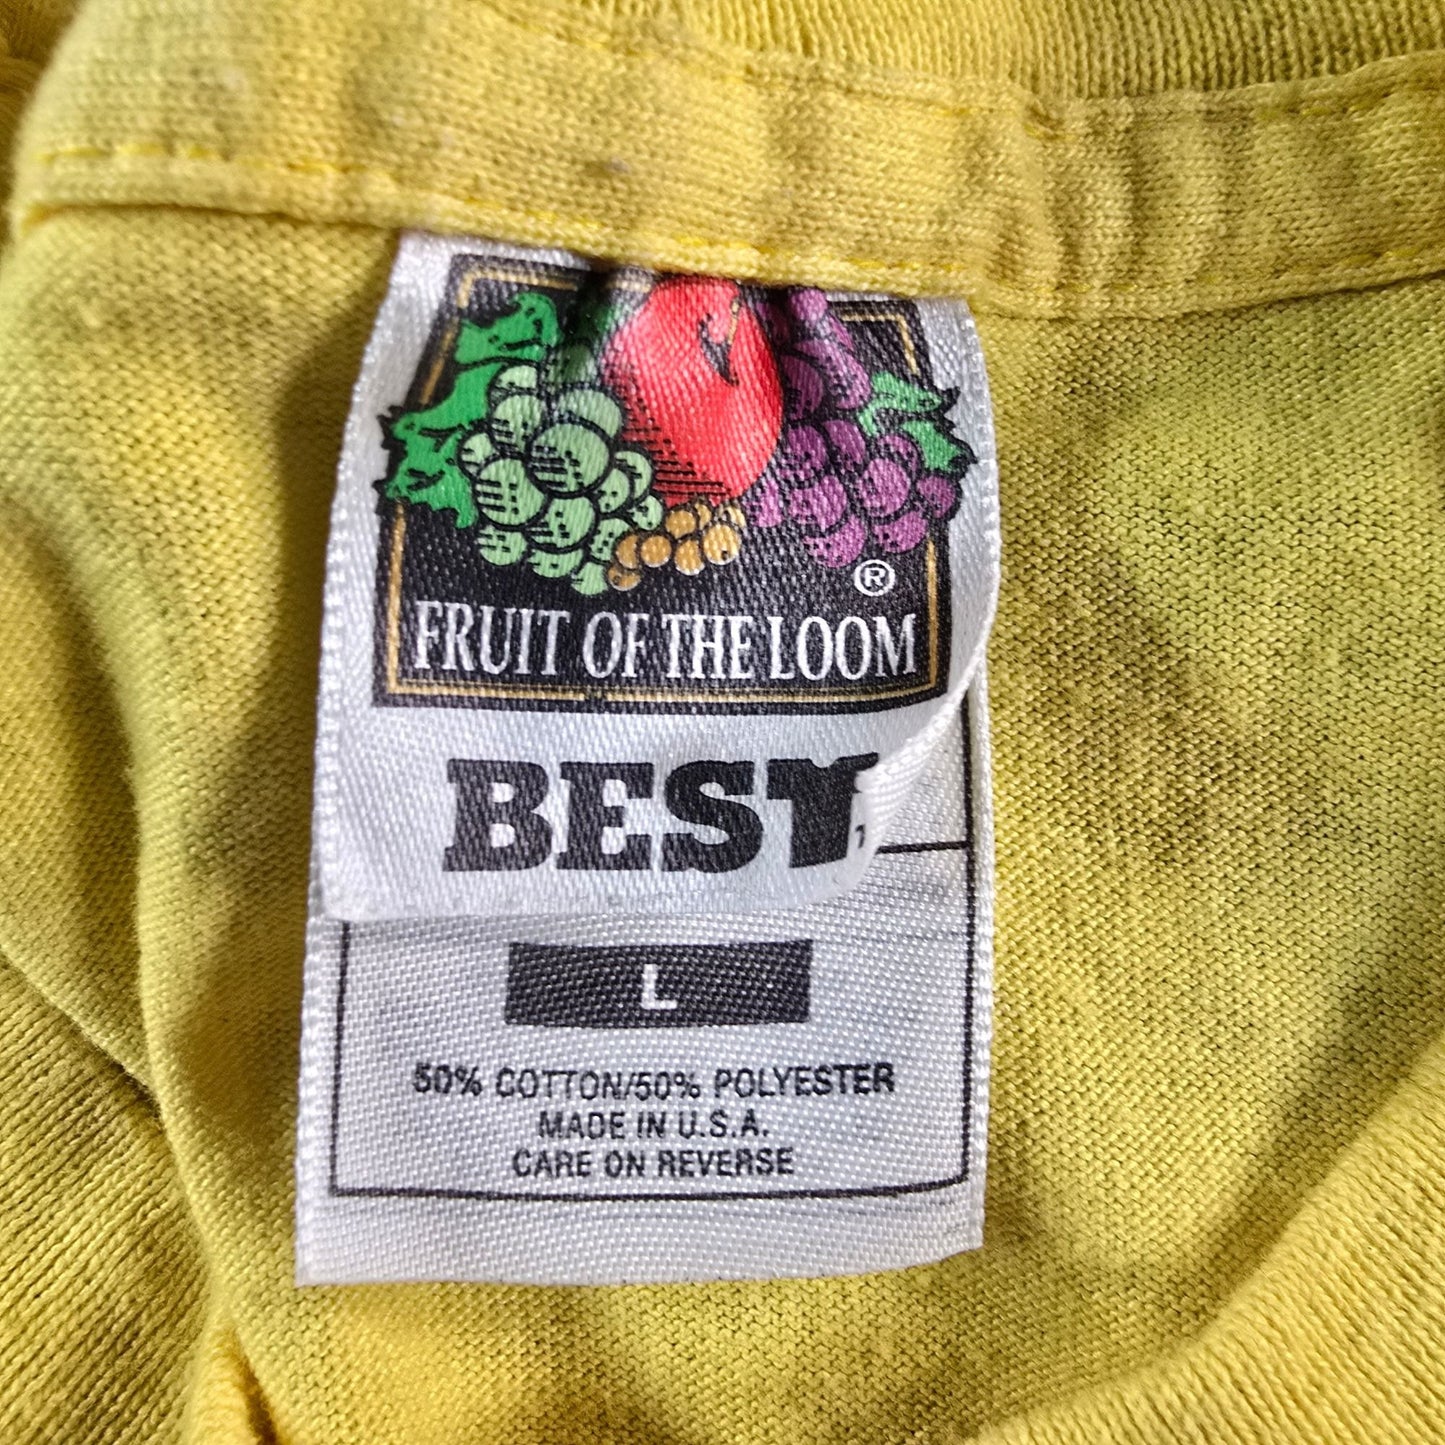 ®
FRUIT OF THE LOOM
BEST
L
50% COTTON/50% POLYESTER
MADE IN U.S.A.
CARE ON REVERSE